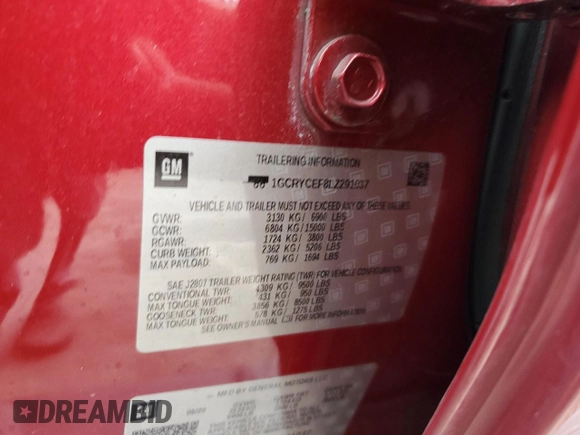 GM
TRAILERING INFORMATION
1GCRYCEF8LZ291037
VEHICLE AND TRAILER MUST NOT EXCEED ANY OF THESE VALUES:
GVWR: 3130 KG / 6900 LBS
GCWR: 6804 KG / 15000 LBS
RGAWR: 1724 KG / 3800 LBS
CURB WEIGHT: 2362 KG / 5206 LBS
MAX PAYLOAD: 769 KG / 1694 LBS
SAE J2807 TRAILER WEIGHT RATING (TWR) FOR VEHICLE CONFIGURATION
CONVENTIONAL TWR: 4309 KG / 9500 LBS
MAX TONGUE WEIGHT: 431 KG / 950 LBS
GOOSENECK TWR: 3856 KG / 8500 LBS
MAX TONGUE WEIGHT: 578 KG / 1275 LBS
SEE OWNER'S MANUAL FOR MORE INFORMATION
MFD BY GENERAL MOTORS LLC
DREAMBID